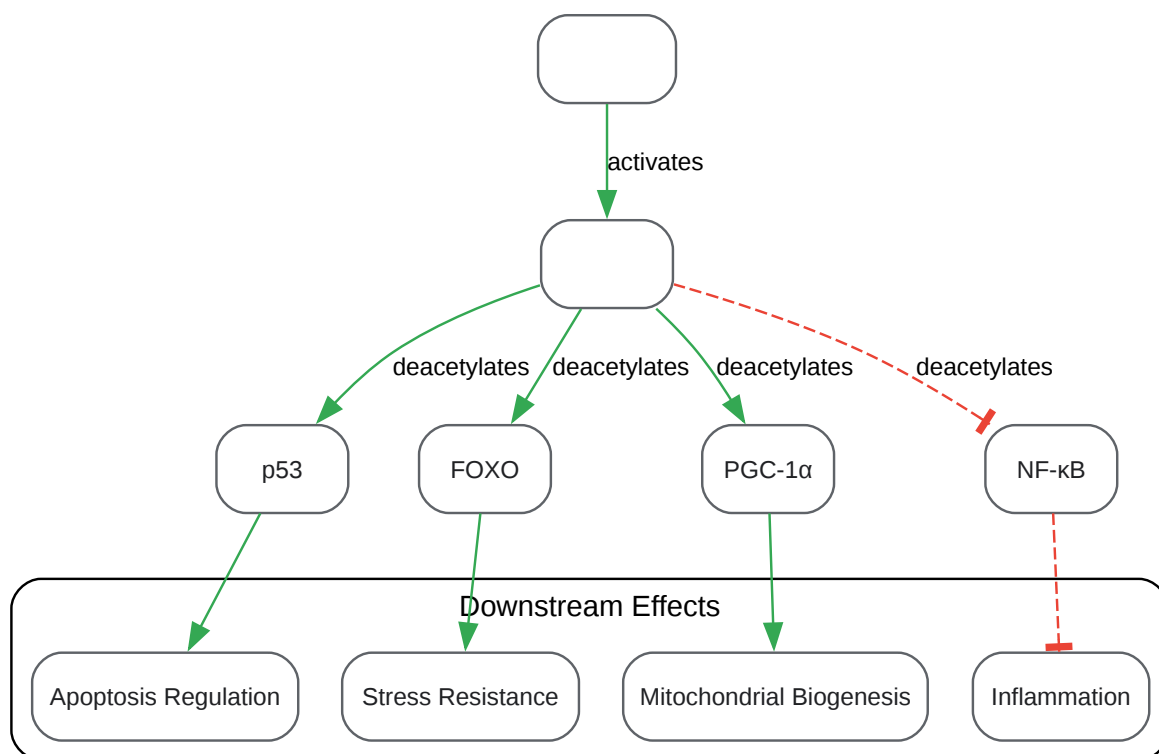 activates
deacetylates
deacetylates
deacetylates
deacetylates
p53
FOXO
PGC-1α
NF-κB
Downstream Effects
Apoptosis Regulation
Stress Resistance
Mitochondrial Biogenesis
Inflammation